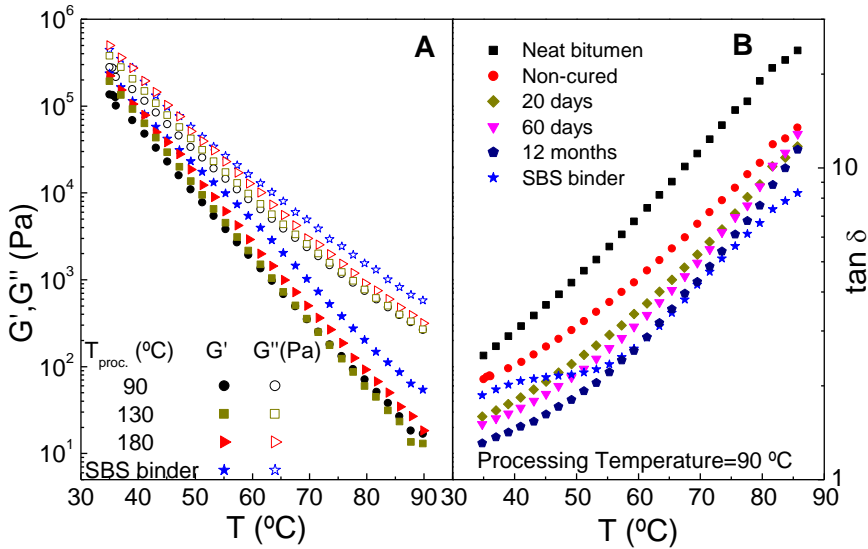 A
10^6
10^5
10^4
10^3
10^2
10^1
G',G'' (Pa)
T_proc. (ºC) G' G''(Pa)
90
130
180
SBS binder
30 40 50 60 70 80 90
T (ºC)
B
Neat bitumen
Non-cured
20 days
60 days
12 months
SBS binder
Processing Temperature=90 ºC
10
1
tan δ
30 40 50 60 70 80 90
T (ºC)